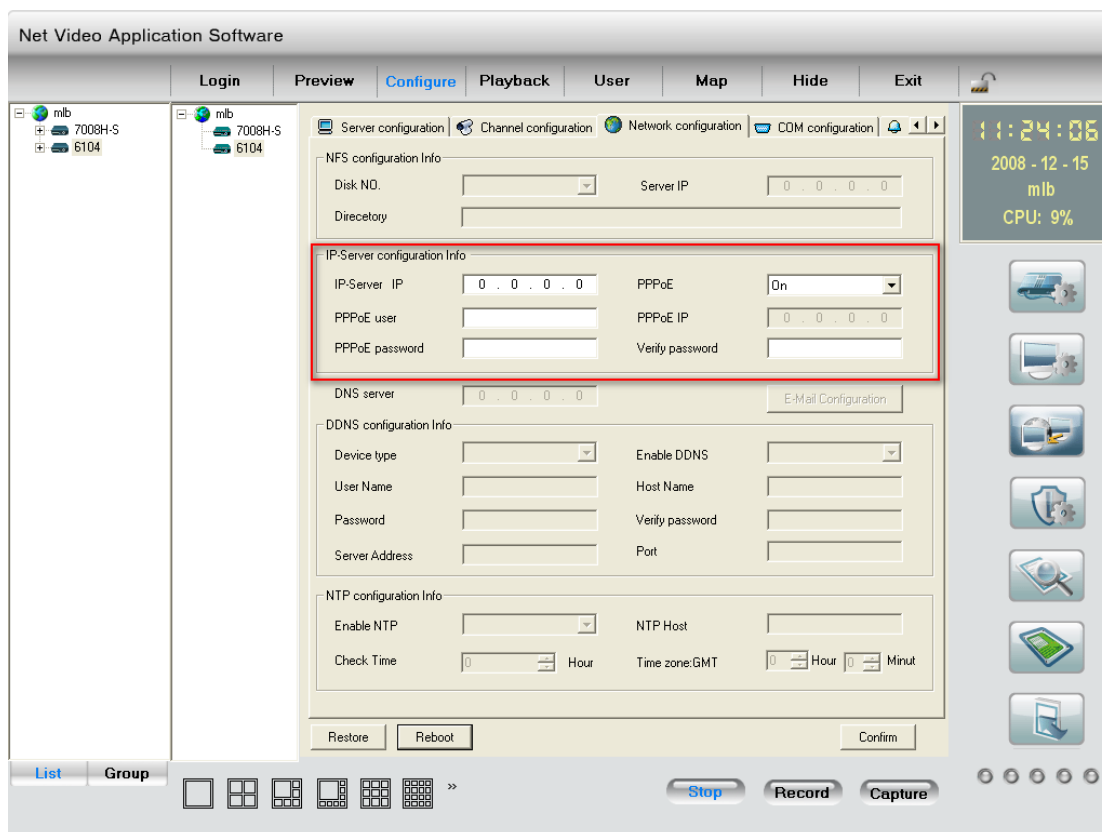 Net Video Application Software
Login Preview Configure Playback User Map Hide Exit
mlb
7008H-S
6104
mlb
7008H-S
6104
Server configuration Channel configuration Network configuration COM configuration
11:24:06
2008 - 12 - 15
mlb
CPU: 9%
NFS configuration Info
Disk NO. Server IP 0 . 0 . 0 . 0
Direcetory
IP-Server configuration Info
IP-Server IP 0 . 0 . 0 . 0 PPPoE On
PPPoE user PPPoE IP 0 . 0 . 0 . 0
PPPoE password Verify password
DNS server 0 . 0 . 0 . 0 E-Mail Configuration
DDNS configuration Info
Device type Enable DDNS
User Name Host Name
Password Verify password
Server Address Port
NTP configuration Info
Enable NTP NTP Host
Check Time 0 Hour Time zone:GMT 0 Hour 0 Minut
Restore Reboot Confirm
List Group
» Stop Record Capture